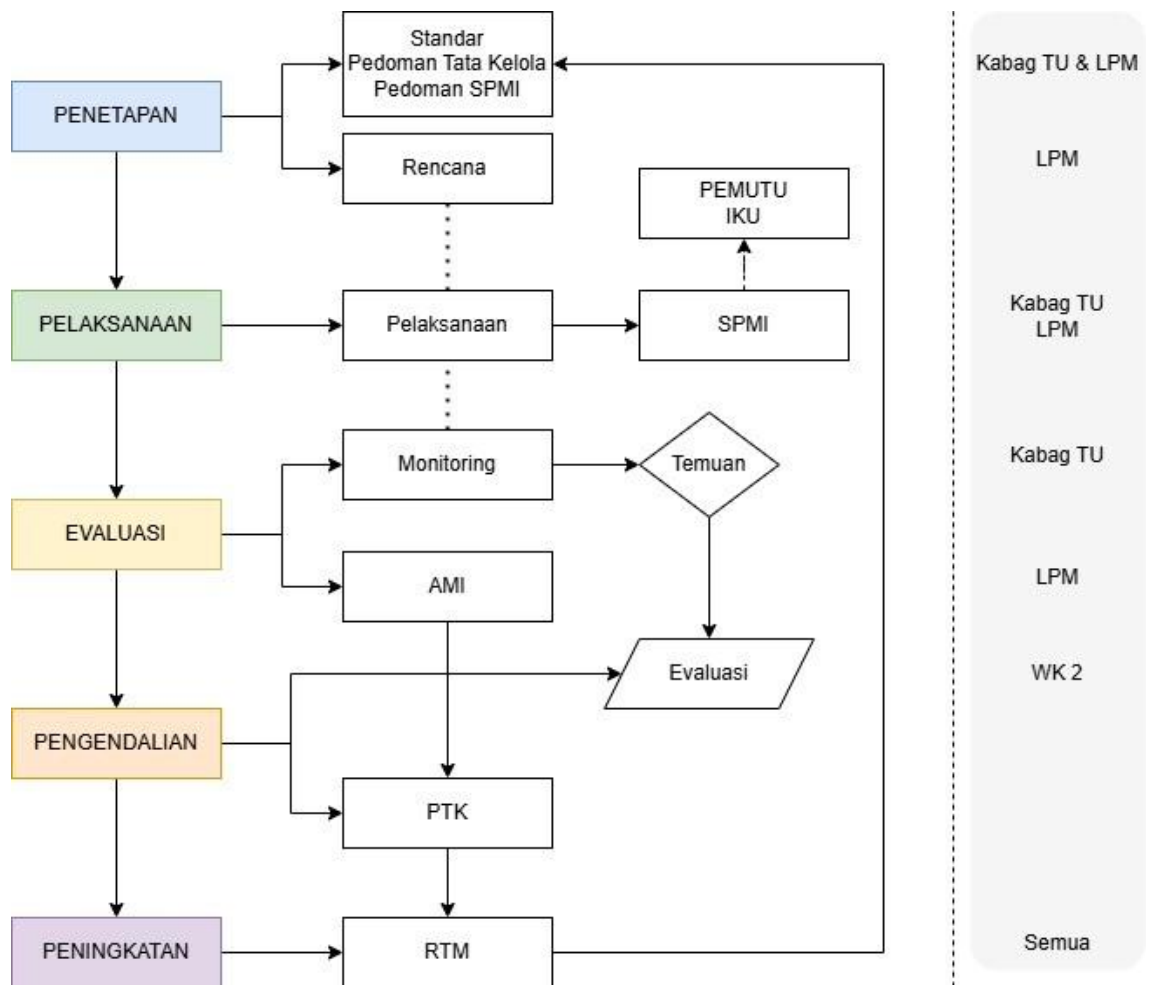 Standar
Pedoman Tata Kelola
Pedoman SPMI
Kabag TU & LPM
PENETAPAN
Rencana
LPM
PEMUTU
IKU
PELAKSANAAN
Pelaksanaan
SPMI
Kabag TU
LPM
Monitoring
Temuan
Kabag TU
EVALUASI
AMI
LPM
Evaluasi
WK 2
PENGENDALIAN
PTK
PENINGKATAN
RTM
Semua